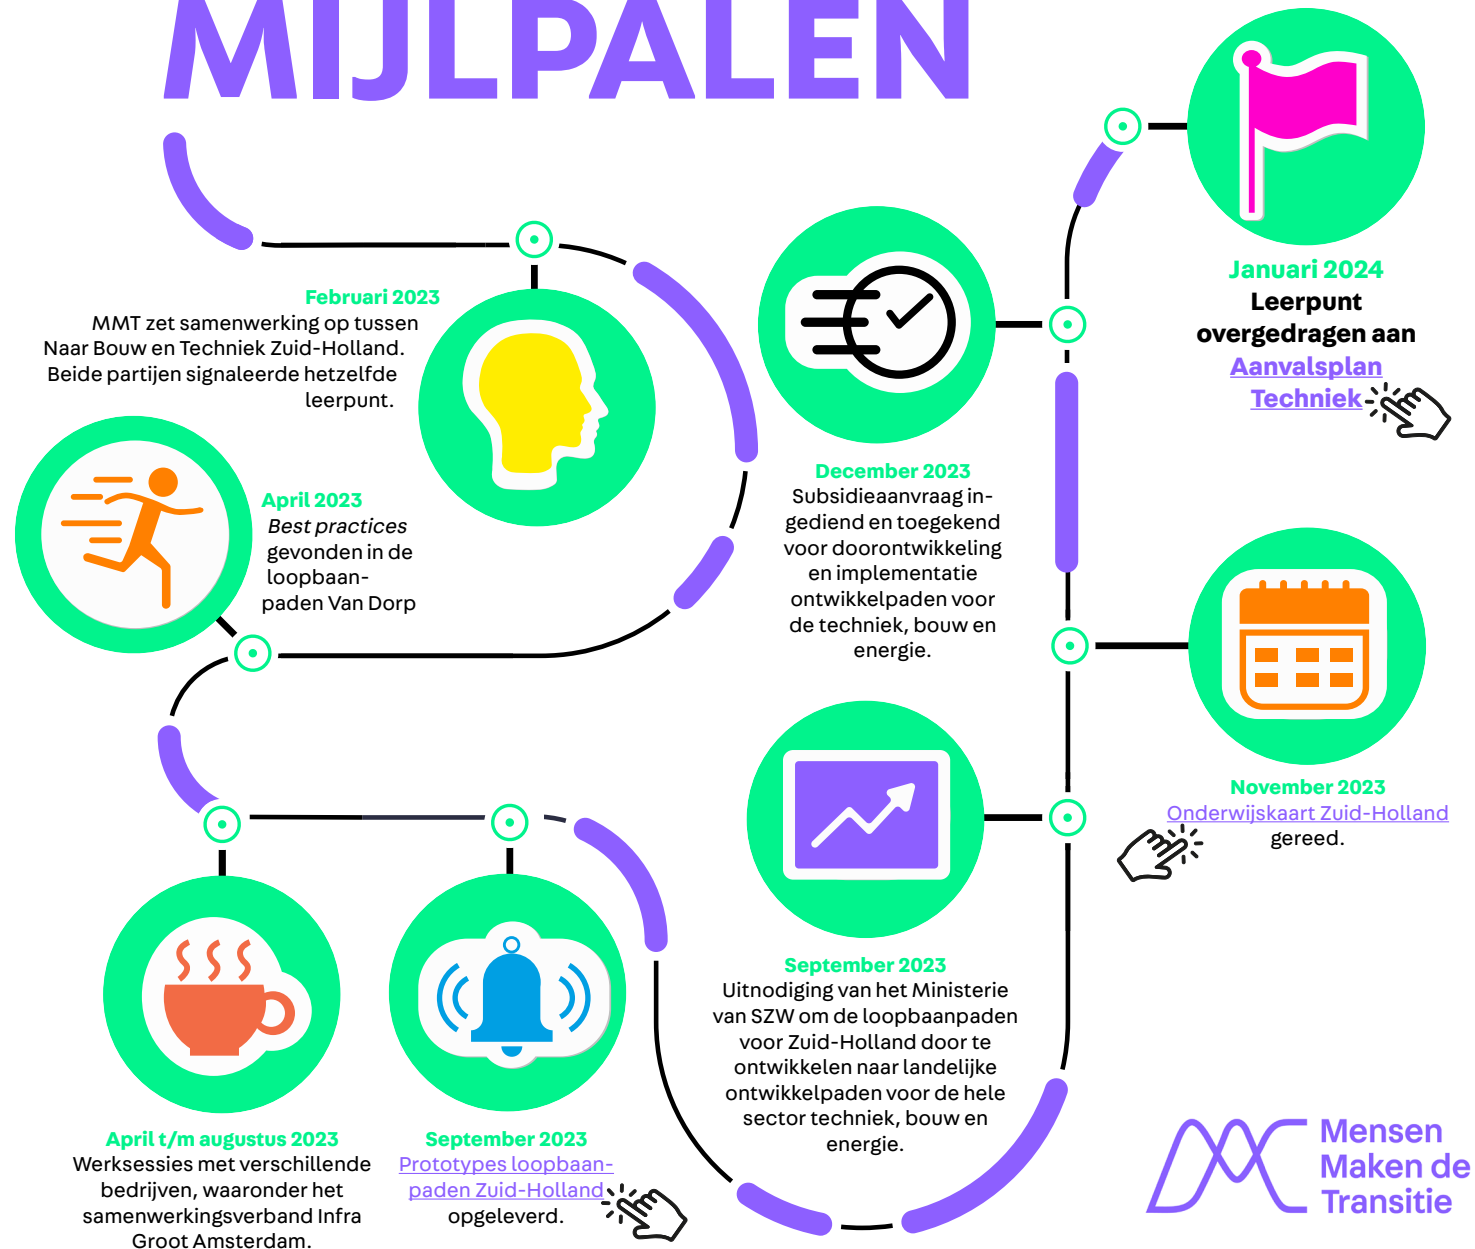 MIJLPALEN
Februari 2023
MMT zet samenwerking op tussen
Naar Bouw en Techniek Zuid-Holland.
Beide partijen signaleerde hetzelfde
leerpunt.
April 2023
Best practices
gevonden in de
loopbaan-
paden Van Dorp
April t/m augustus 2023
Werksessies met verschillende
bedrijven, waaronder het
samenwerkingsverband Infra
Groot Amsterdam.
September 2023
Prototypes loopbaan-
paden Zuid-Holland
opgeleverd.
September 2023
Uitnodiging van het Ministerie
van SZW om de loopbaanpaden
voor Zuid-Holland door te
ontwikkelen naar landelijke
ontwikkelpaden voor de hele
sector techniek, bouw en
energie.
November 2023
Onderwijskaart Zuid-Holland
gereed.
December 2023
Subsidieaanvraag in-
gediend en toegekend
voor doorontwikkeling
en implementatie
ontwikkelpaden voor
de techniek, bouw en
energie.
Januari 2024
Leerpunt
overgedragen aan
Aanvalsplan
Techniek
Mensen
Maken de
Transitie